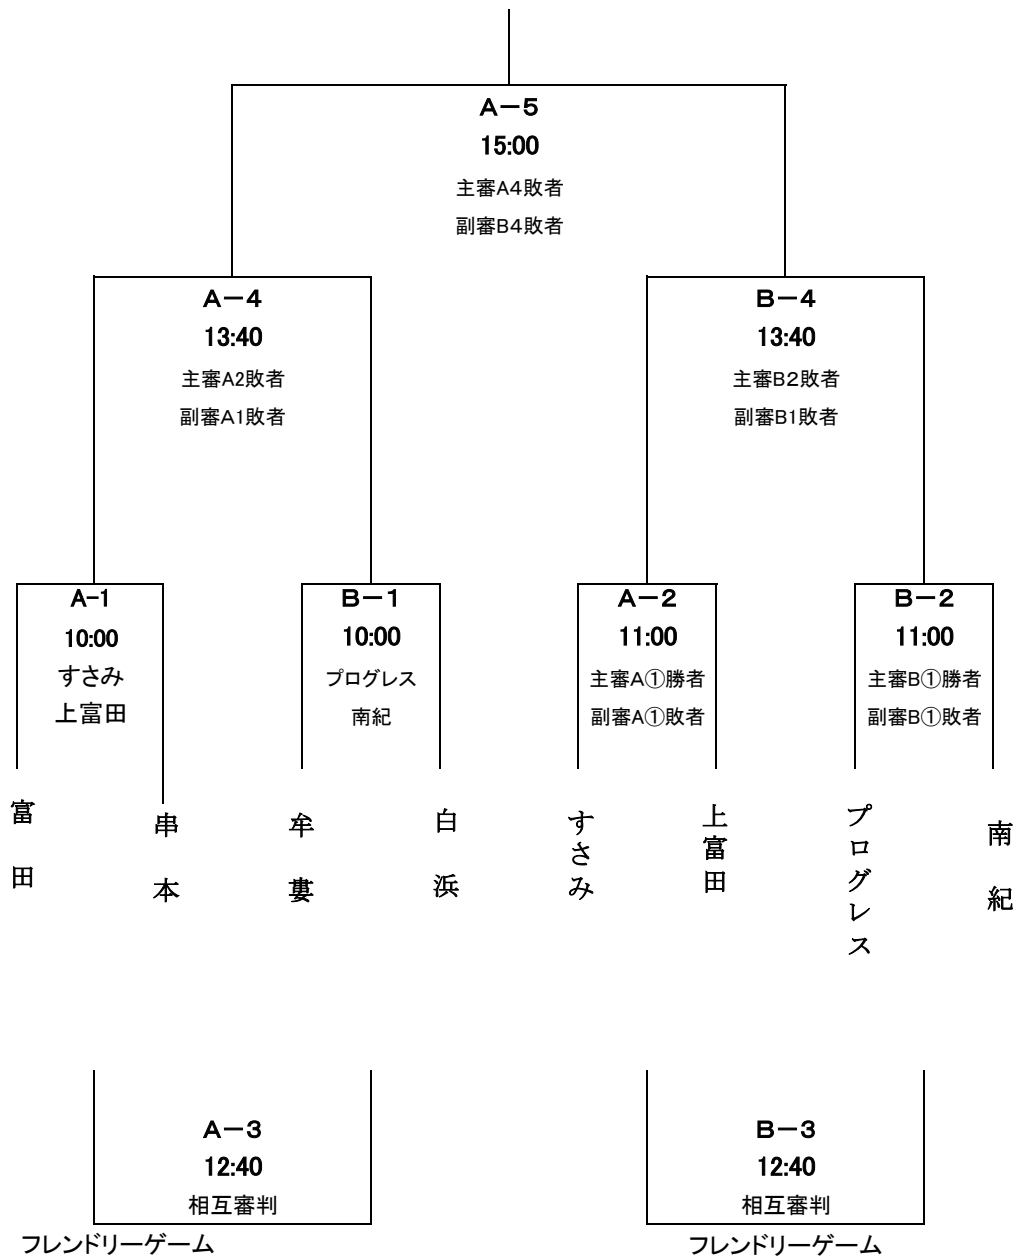 A－5
15:00
主審A4敗者
副審B4敗者
A－4
13:40
主審A2敗者
副審A1敗者
B－4
13:40
主審B2敗者
副審B1敗者
A-1
10:00
すさみ
上富田
B－1
10:00
プログレス
南紀
A－2
11:00
主審A①勝者
副審A①敗者
B－2
11:00
主審B①勝者
副審B①敗者
富田
串本
牟婁
白浜
すさみ
上富田
プログレス
南紀
A－3
12:40
相互審判
フレンドリーゲーム
B－3
12:40
相互審判
フレンドリーゲーム